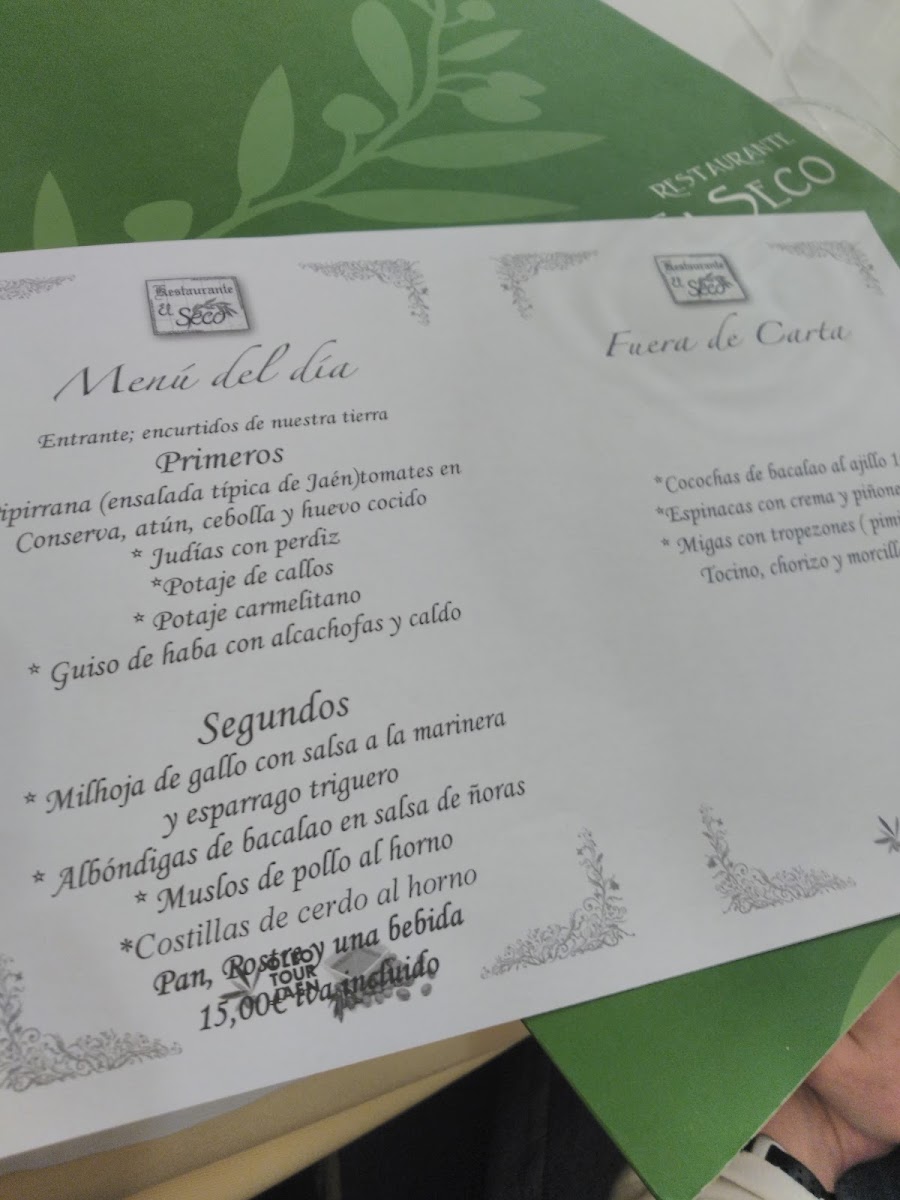 RESTAURANTE
SECO
Restaurante
El
Seco
Menú del día
Entrante; encurtidos de nuestra tierra
Primeros
ipirrana (ensalada típica de Jaén)tomates en
Conserva, atún, cebolla y huevo cocido
* Judías con perdiz
*Potaje de callos
* Potaje carmelitano
* Guiso de haba con alcachofas y caldo
Segundos
* Milhoja de gallo con salsa a la marinera
y esparrago triguero
* Albóndigas de bacalao en salsa de ñoras
* Muslos de pollo al horno
*Costillas de cerdo al horno
Pan, Postre y una bebida
15,00€ iva incluido
OLEO
TOUR
JAÉN
Restaurante
El
Seco
Fuera de Carta
*Cocochas de bacalao al ajillo 1
*Espinacas con crema y piñone
* Migas con tropezones ( pimi
Tocino, chorizo y morcill